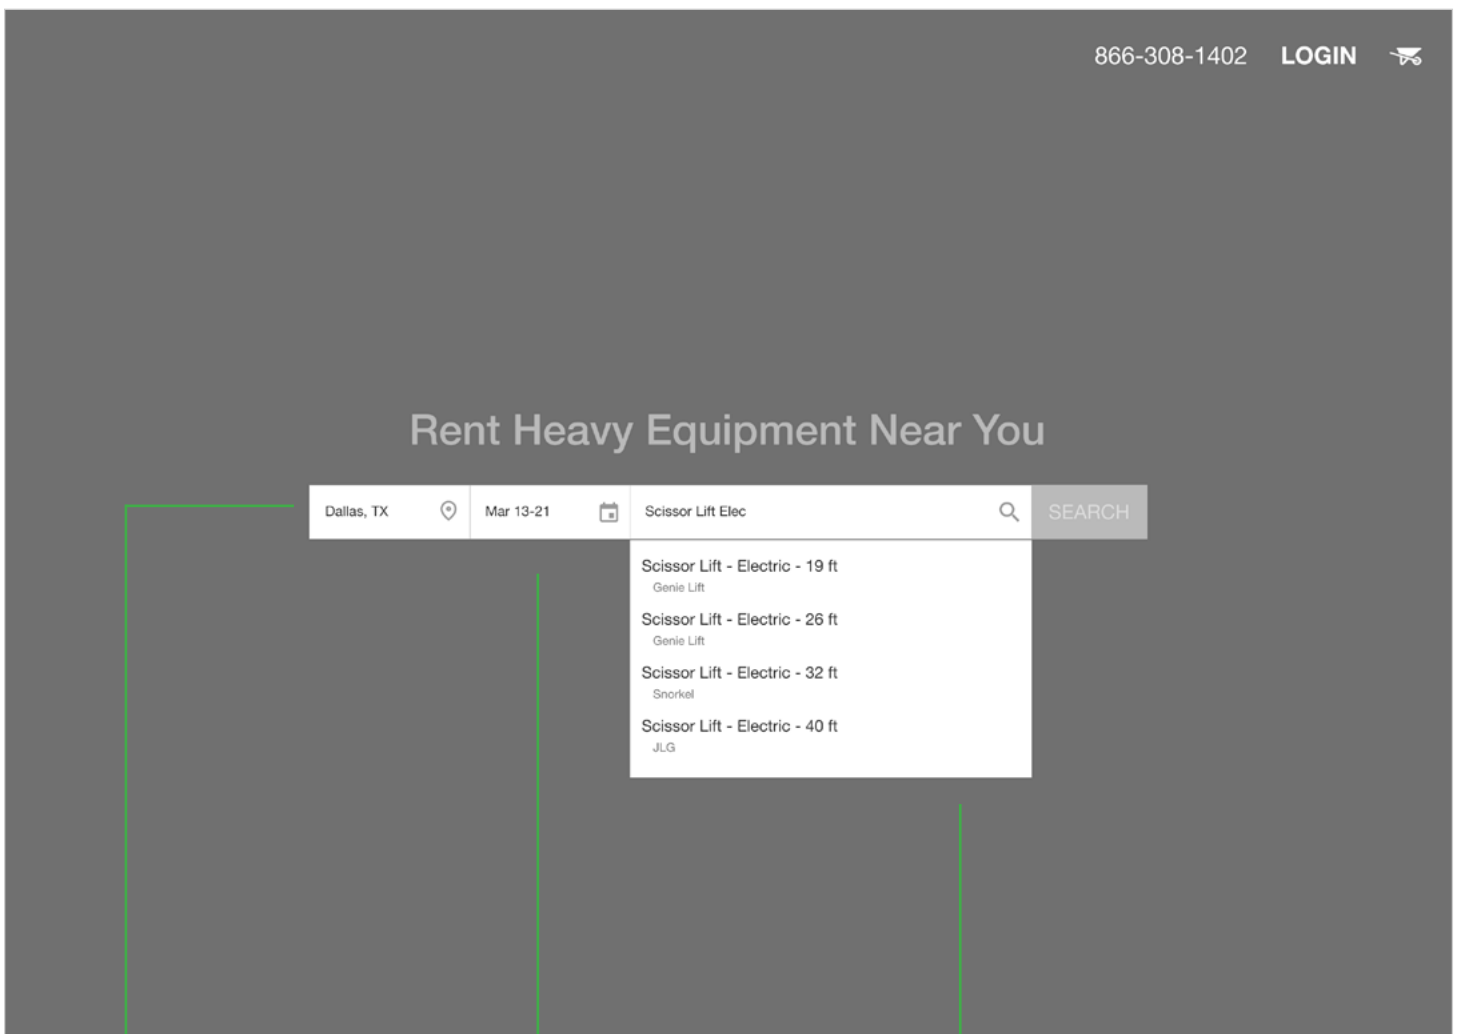 866-308-1402 LOGIN
Rent Heavy Equipment Near You
Dallas, TX Mar 13-21 Scissor Lift Elec SEARCH
Scissor Lift - Electric - 19 ft
Genie Lift
Scissor Lift - Electric - 26 ft
Genie Lift
Scissor Lift - Electric - 32 ft
Snorkel
Scissor Lift - Electric - 40 ft
JLG